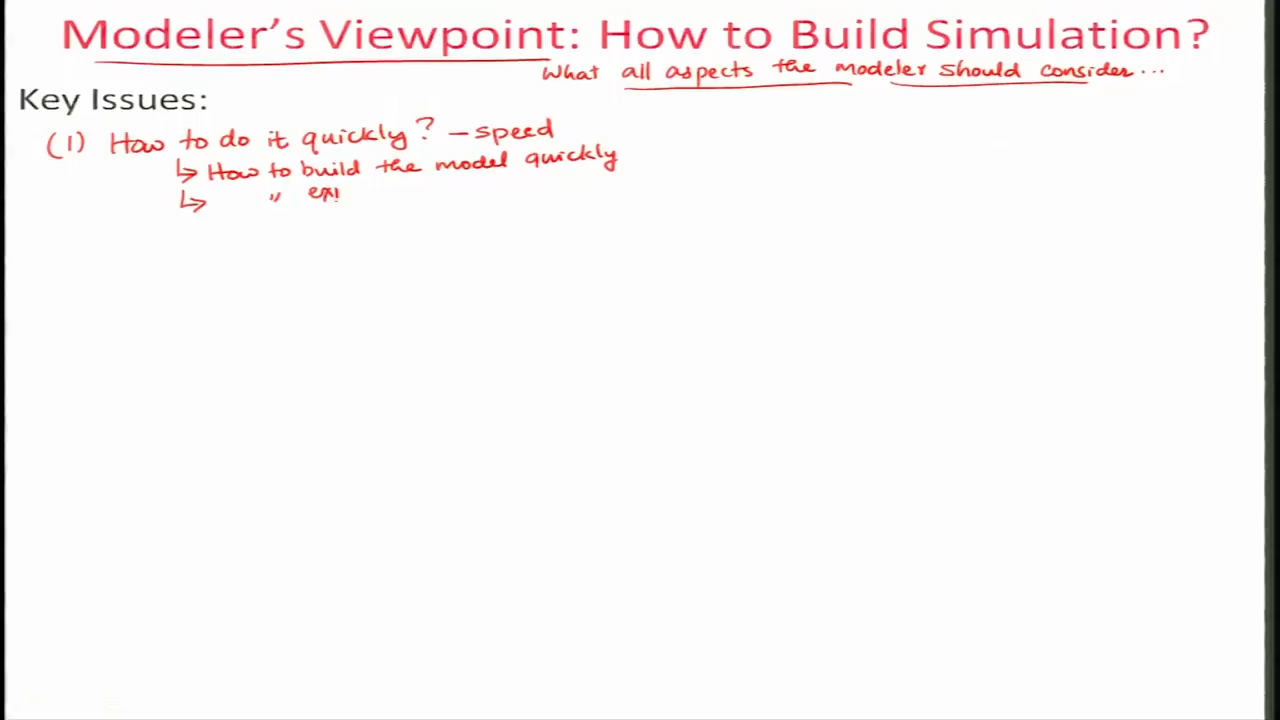 Modeler's Viewpoint: How to Build Simulation?
What all aspects the modeler should consider...
Key Issues:
(1) How to do it quickly? - speed
↳ How to build the model quickly
↳ "